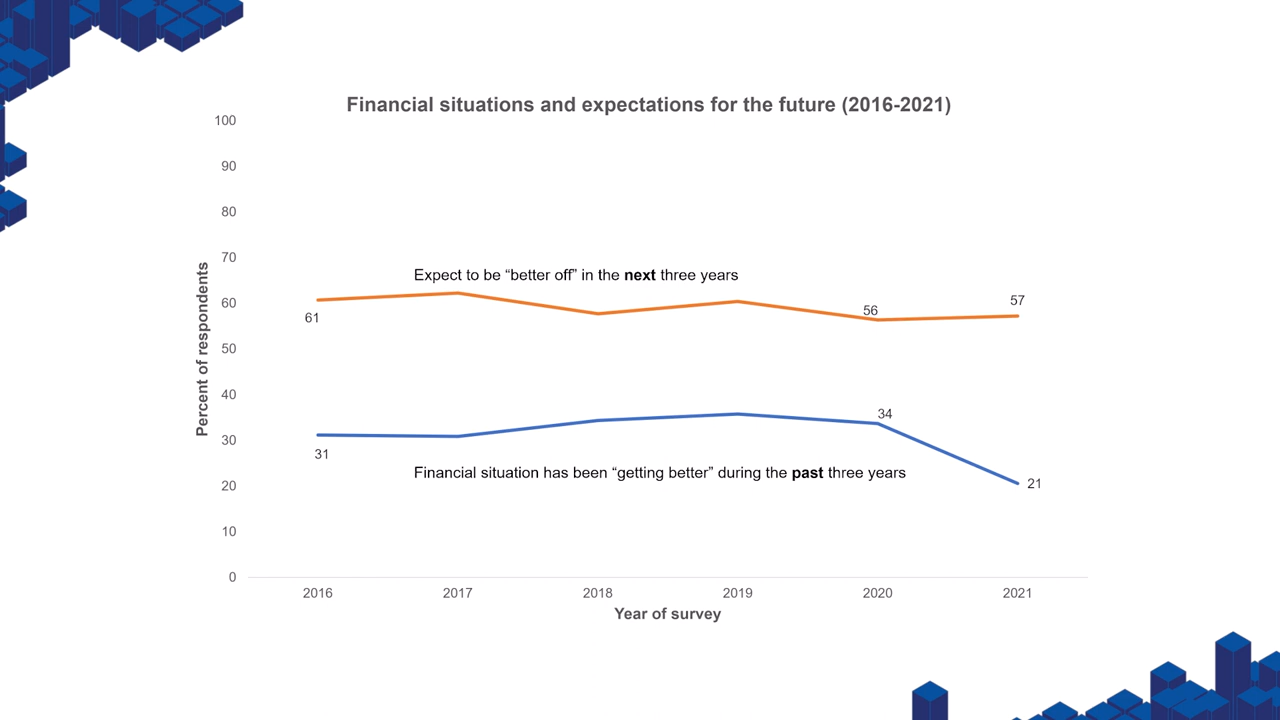 Financial situations and expectations for the future (2016-2021)
100
90
80
70
60
50
40
30
20
10
0
Percent of respondents
Expect to be “better off” in the next three years
61
56
57
34
31
Financial situation has been “getting better” during the past three years
21
2016 2017 2018 2019 2020 2021
Year of survey